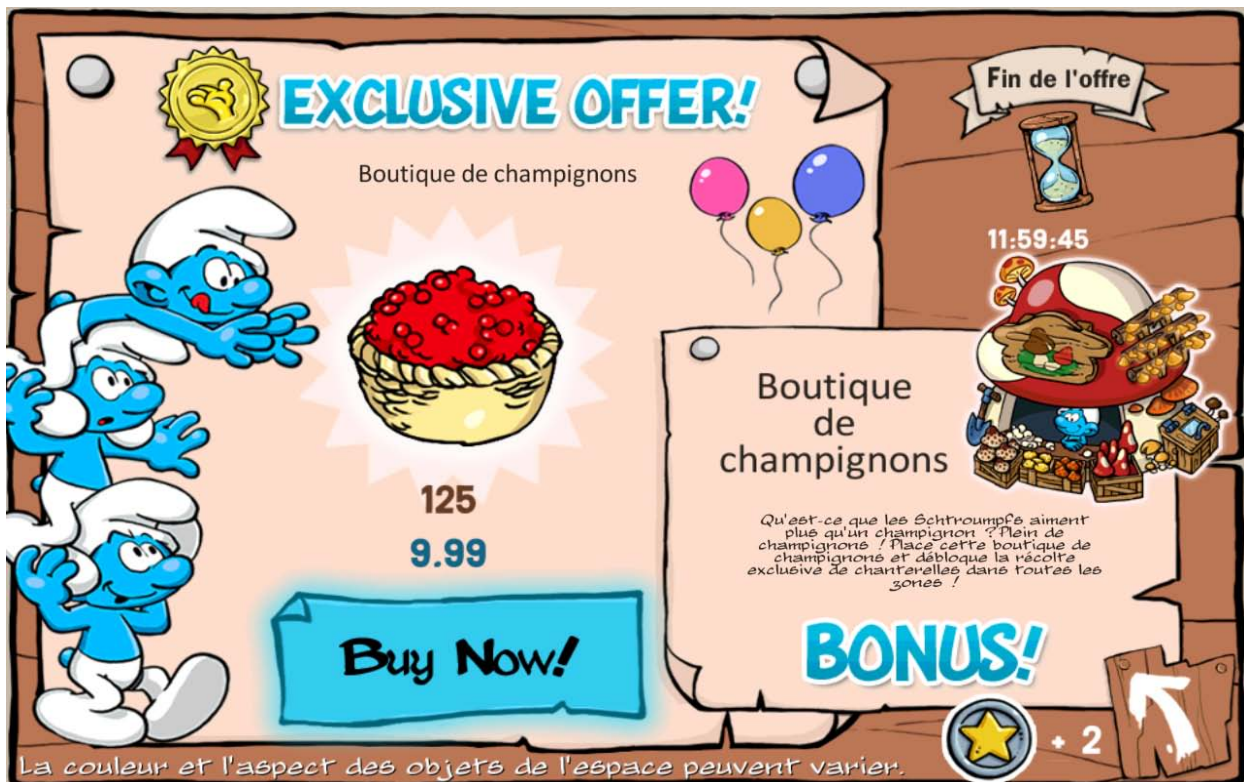 EXCLUSIVE OFFER!
Boutique de champignons
125
9.99
Buy Now!
Fin de l'offre
11:59:45
Boutique
de
champignons
Qu'est-ce que les Schtroumpfs aiment
plus qu'un champignon ? Plein de
champignons ! Place cette boutique de
champignons et débloque la récolte
exclusive de chanterelles dans toutes les
zones !
BONUS!
+ 2
La couleur et l'aspect des objets de l'espace peuvent varier.